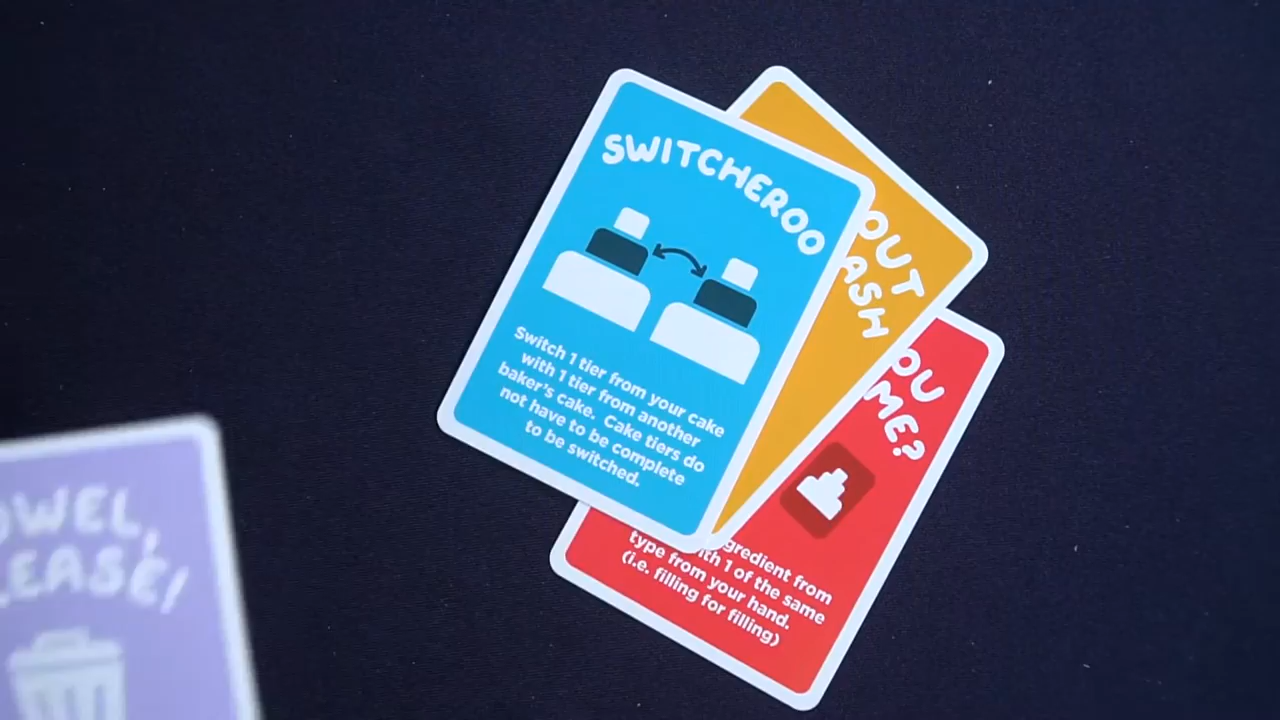 SWITCHEROO
Switch 1 tier from your cake
with 1 tier from another
baker's cake. Cake tiers do
not have to be complete
to be switched.
OUT
ASH
OU
ME?
gredient from
type ith 1 of the same
from your hand.
(i.e. filling for filling)
OWEL,
LEASE!